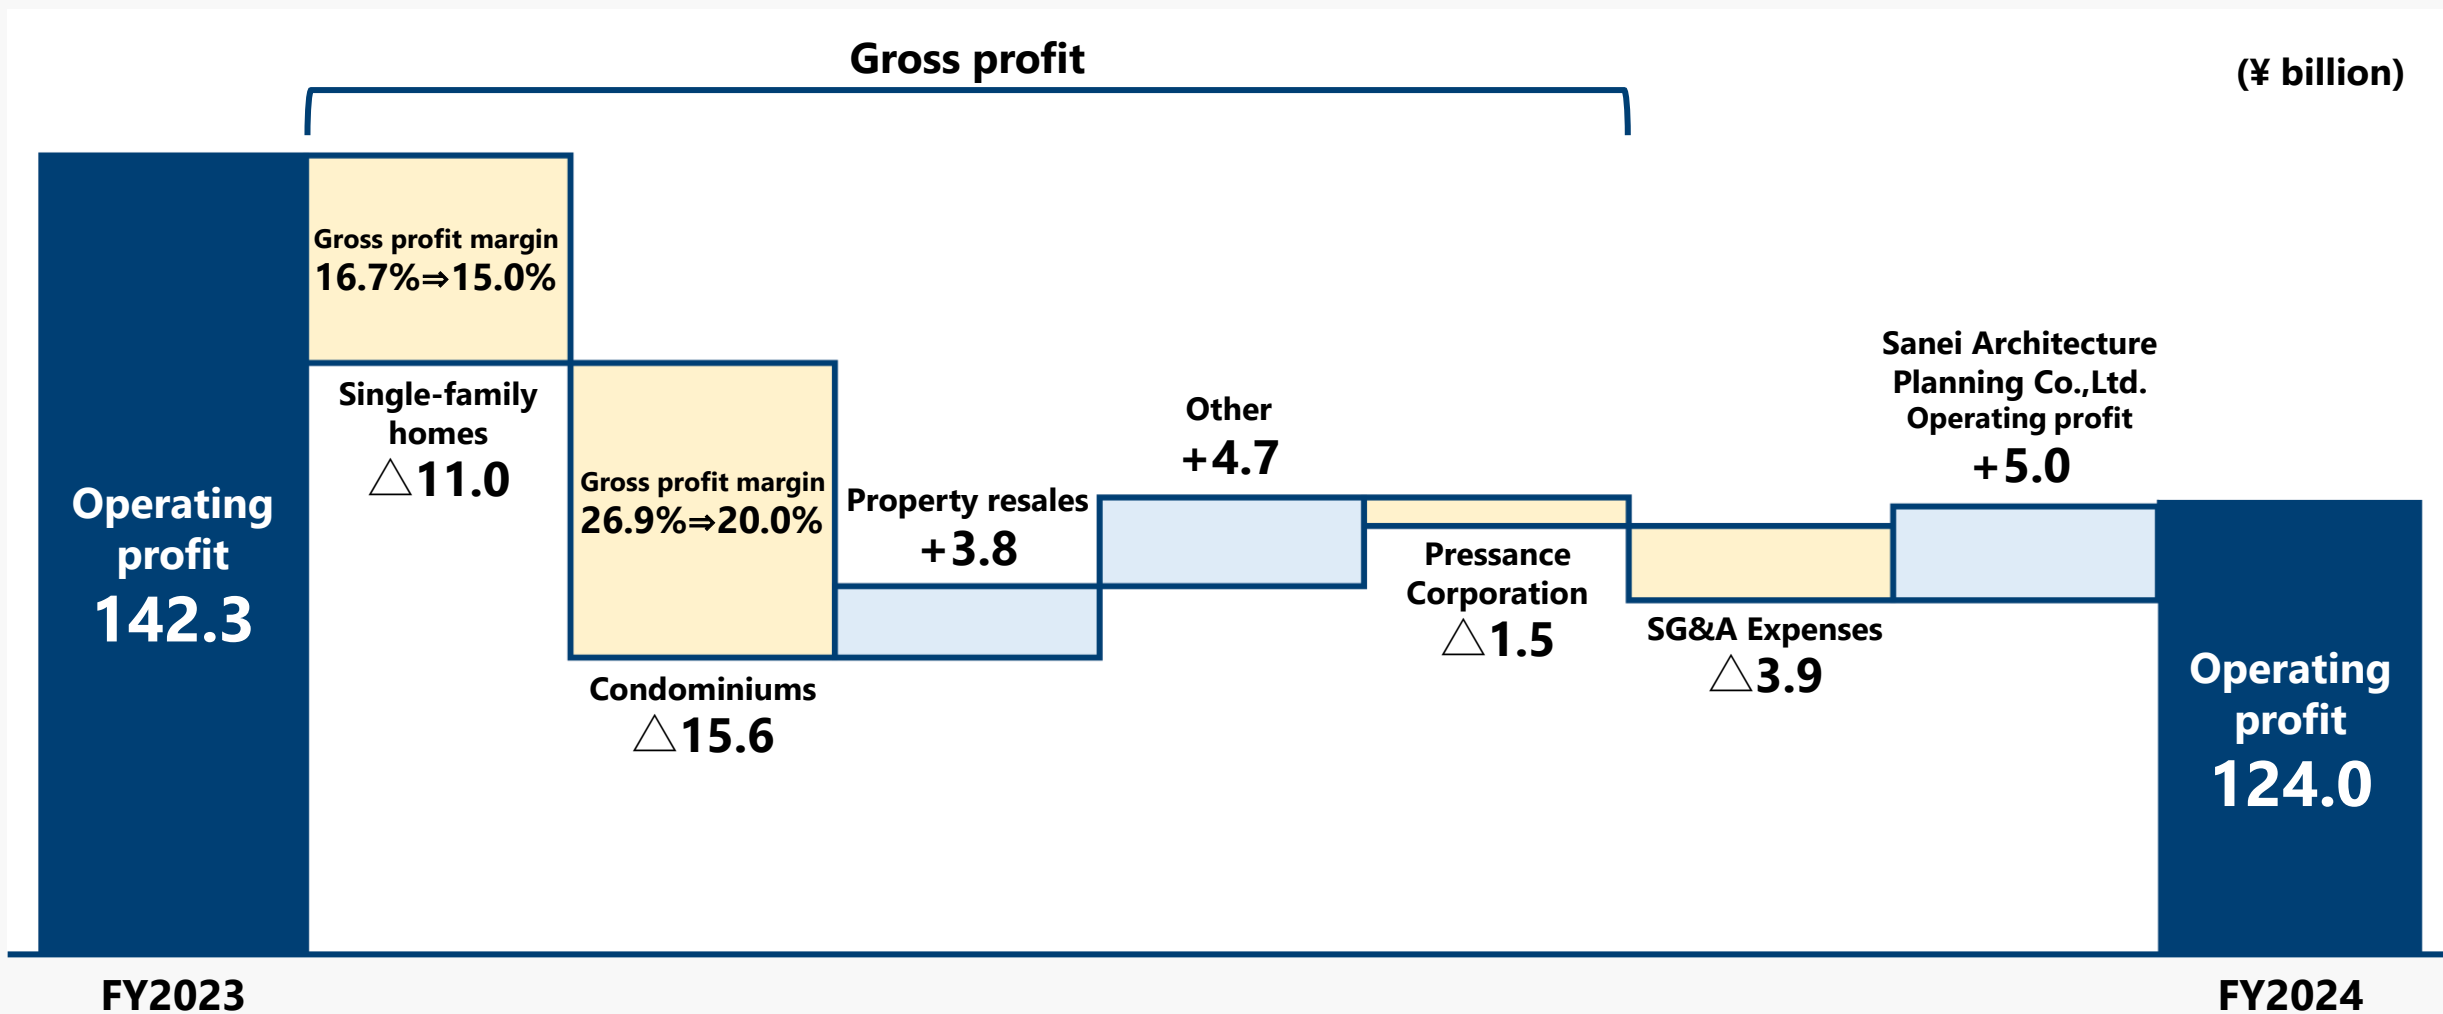 Gross profit
(¥ billion)
Operating
profit
142.3
Gross profit margin
16.7%⇒15.0%
Single-family
homes
△11.0
Gross profit margin
26.9%⇒20.0%
Condominiums
△15.6
Property resales
+3.8
Other
+4.7
Pressance
Corporation
△1.5
SG&A Expenses
△3.9
Sanei Architecture
Planning Co.,Ltd.
Operating profit
+5.0
Operating
profit
124.0
FY2023
FY2024